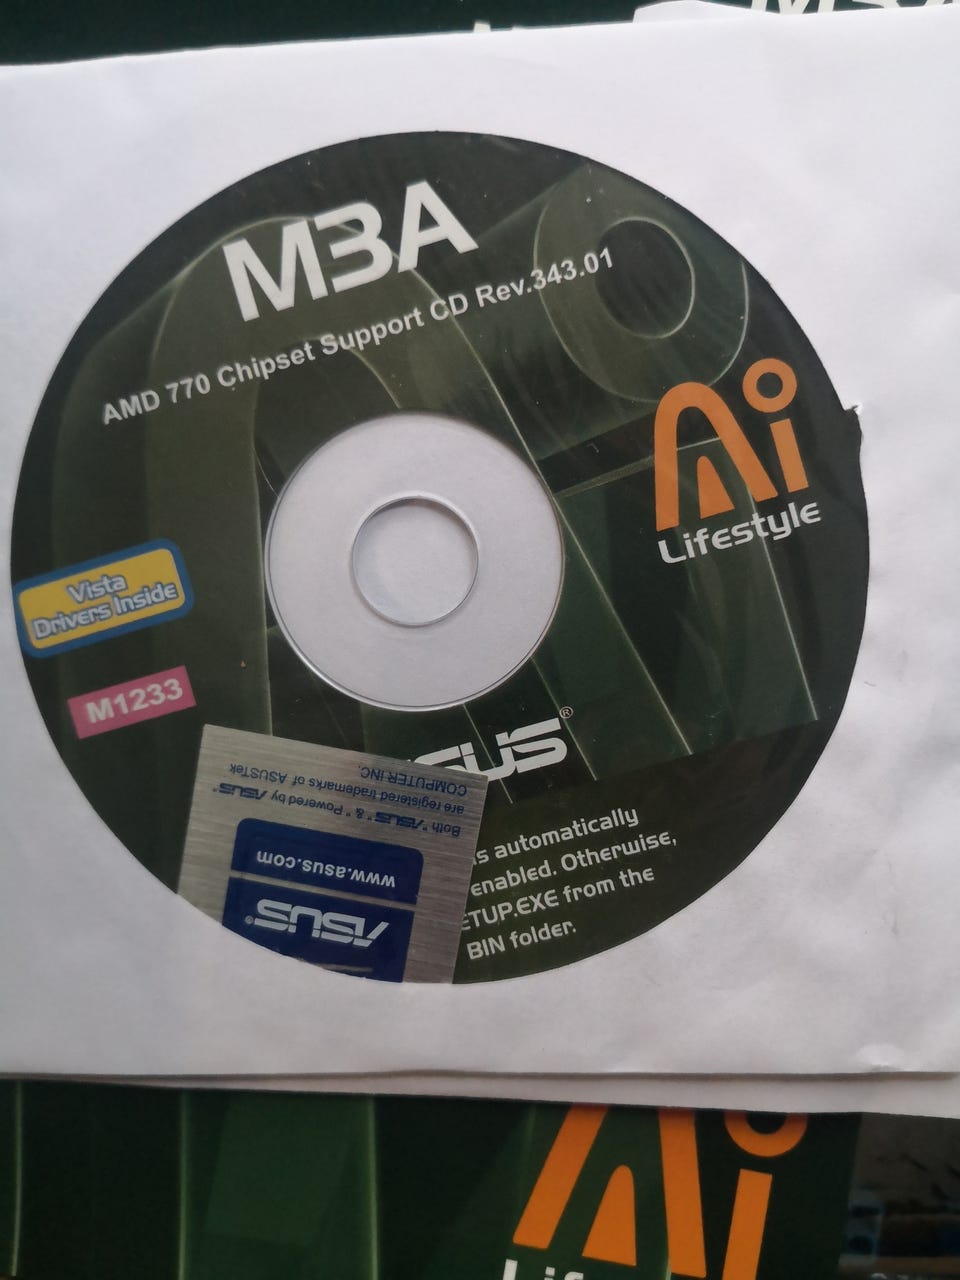 M3A
AMD 770 Chipset Support CD Rev.343.01
Ai
Lifestyle
Vista
Drivers Inside
M1233
SUS®
automatically
enabled. Otherwise,
ETUP.EXE from the
BIN folder.
ASUS®
www.asus.com
Both "ASUS" & "Powered by ASUS"
are registered trademarks of ASUSTek
COMPUTER INC.
Ai